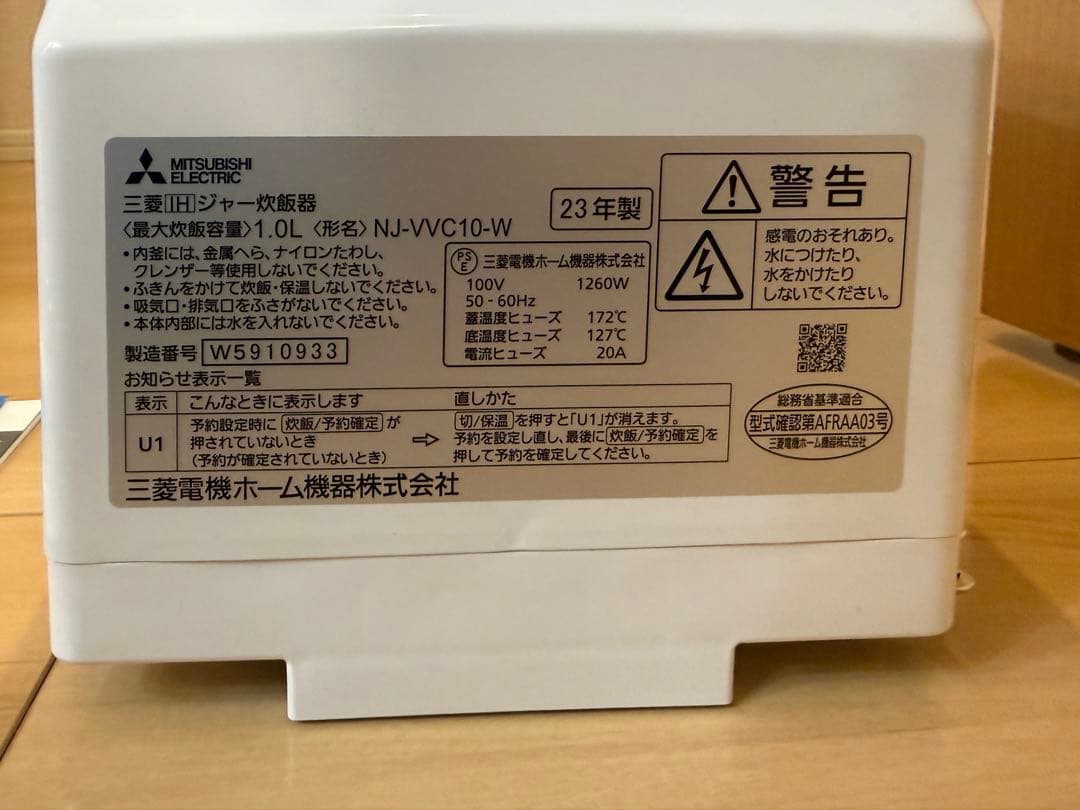 MITSUBISHI
ELECTRIC
三菱IHジャー炊飯器
〈最大炊飯容量〉1.0L 〈形名〉 NJ-VVC10-W
23年製
・内釜には、金属へら、ナイロンたわし、
クレンザー等使用しないでください。
・ふきんをかけて炊飯・保温しないでください。
・吸気口・排気口をふさがないでください。
・本体内部には水を入れないでください。
製造番号 W5910933
PSE 三菱電機ホーム機器株式会社
100V 1260W
50-60Hz
蓋温度ヒューズ 172℃
底温度ヒューズ 127℃
電流ヒューズ 20A
警告
感電のおそれあり。
水につけたり、
水をかけたり
しないでください。
お知らせ表示一覧
表示 こんなときに表示します 直しかた
U1
予約設定時に 炊飯/予約確定 が
押されていないとき
(予約が確定されていないとき)
⇨
切/保温 を押すと「U1」が消えます。
予約を設定し直し、最後に 炊飯/予約確定 を
押して予約を確定してください。
総務省基準適合
型式確認第AFRAA03号
三菱電機ホーム機器株式会社
三菱電機ホーム機器株式会社